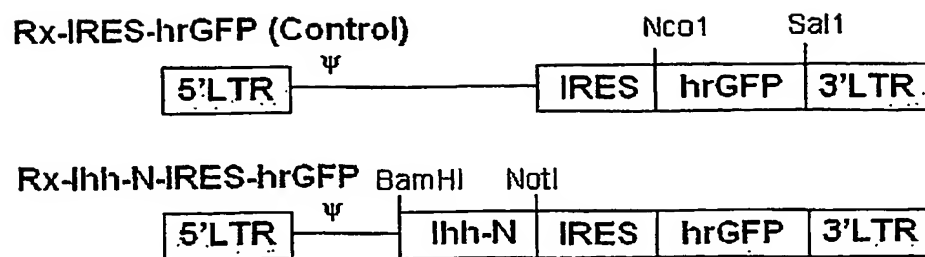 Rx-IRES-hrGFP (Control)
Nco1 Sal1
Ψ
5'LTR IRES hrGFP 3'LTR
Rx-Ihh-N-IRES-hrGFP BamHI NotI
Ψ
5'LTR Ihh-N IRES hrGFP 3'LTR